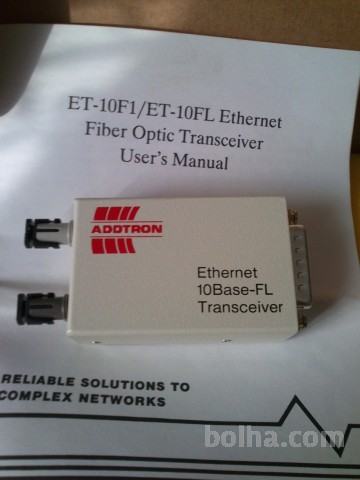 ET-10F1/ET-10FL Ethernet
Fiber Optic Transceiver
User's Manual
ADDTRON
Ethernet
10Base-FL
Transceiver
RELIABLE SOLUTIONS TO
COMPLEX NETWORKS
bolha.com